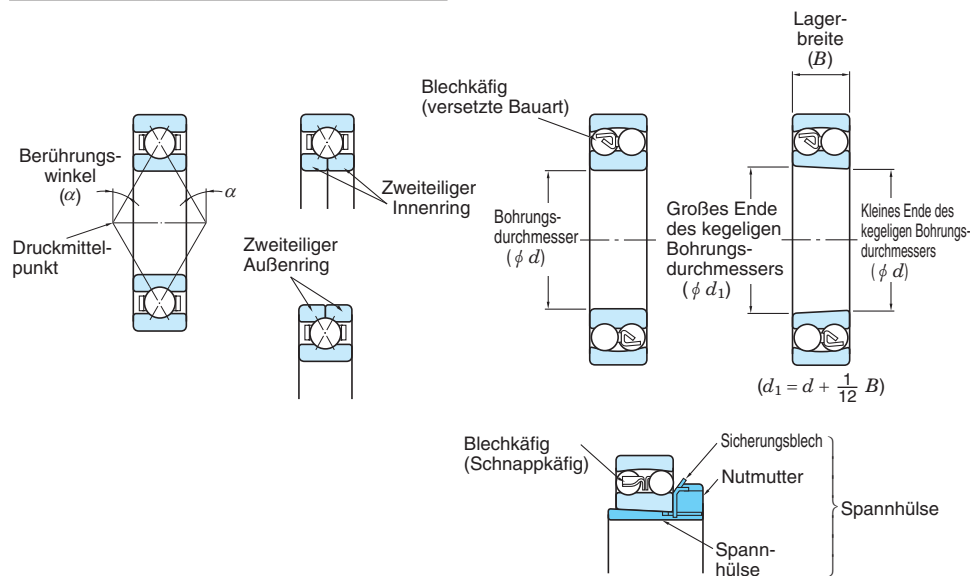 Berührungs-
winkel
(α)
α
Druckmittel-
punkt
Zweiteiliger
Innenring
Zweiteiliger
Außenring
Blechkäfig
(versetzte Bauart)
Bohrungs-
durchmesser
(ϕ d)
Lager-
breite
(B)
Großes Ende
des kegeligen
Bohrungs-
durchmessers
(ϕ d₁)
Kleines Ende des
kegeligen Bohrungs-
durchmessers
(ϕ d)
(d₁ = d + 1/12 B)
Blechkäfig
(Schnappkäfig)
Sicherungsblech
Nutmutter
Spannhülse
Spann-
hülse